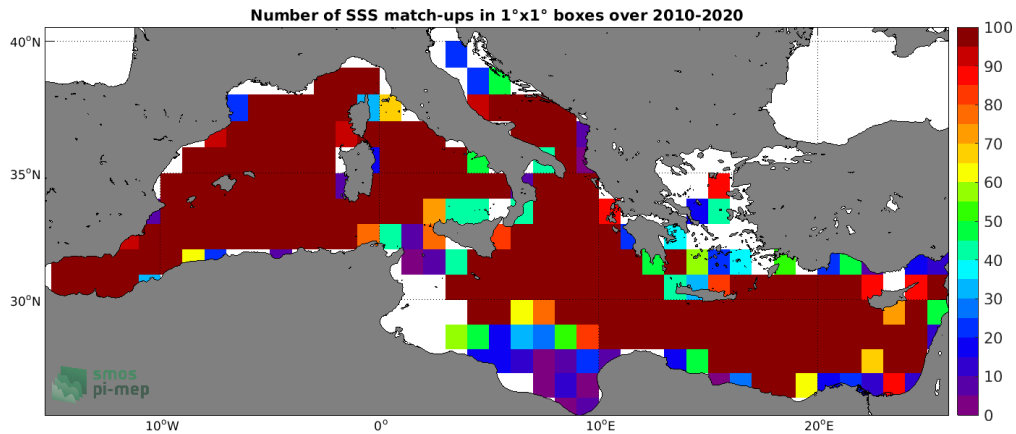 Number of SSS match-ups in 1°x1° boxes over 2010-2020
40°N
35°N
30°N
10°W
0°
10°E
20°E
100
90
80
70
60
50
40
30
20
10
0
smos
pi-mep